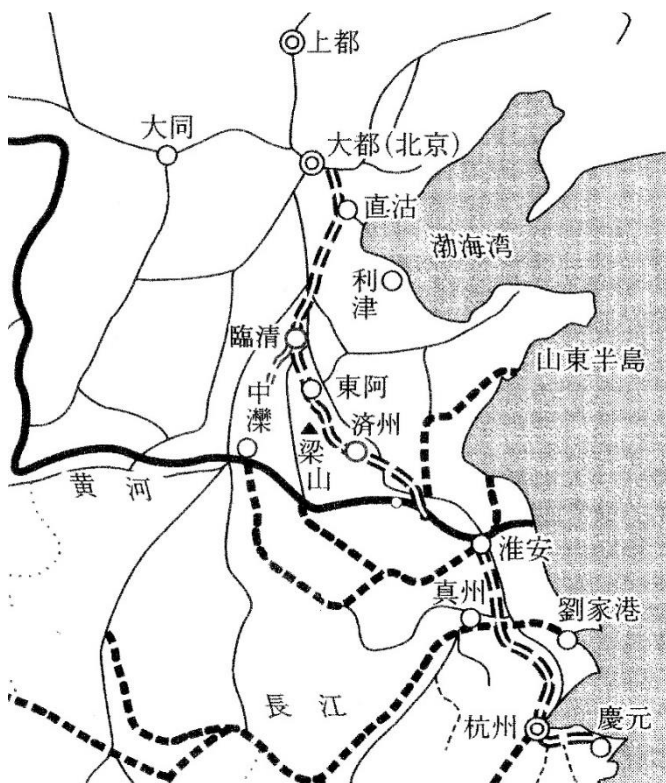 上都
大同
大都(北京)
直沽
渤海湾
利津
臨清
山東半島
東阿
中灤
済州
梁山
黄河
淮安
真州
劉家港
長江
杭州
慶元